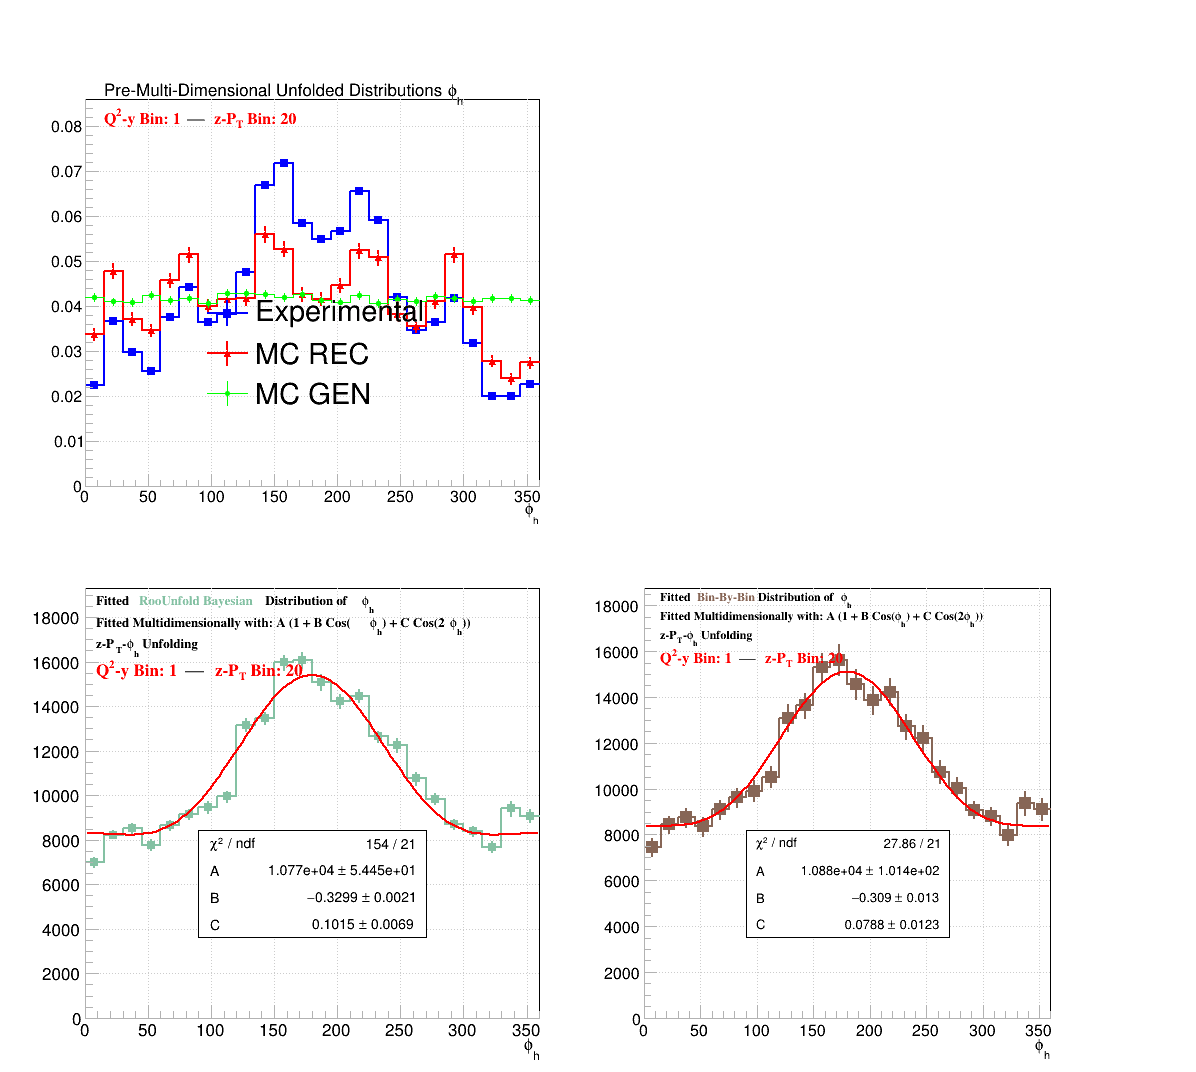 Pre-Multi-Dimensional Unfolded Distributions ϕh
Q²-y Bin: 1 — z-PT Bin: 20
0.08
0.07
0.06
0.05
0.04
0.03
0.02
0.01
0
Experimental
MC REC
MC GEN
0 50 100 150 200 250 300 350
ϕh
Fitted RooUnfold Bayesian Distribution of ϕh
Fitted Multidimensionally with: A (1 + B Cos( ϕh) + C Cos(2 ϕh))
z-PT-ϕh Unfolding
Q²-y Bin: 1 — z-PT Bin: 20
18000
16000
14000
12000
10000
8000
6000
4000
2000
0
χ² / ndf 154 / 21
A 1.077e+04 ± 5.445e+01
B −0.3299 ± 0.0021
C 0.1015 ± 0.0069
0 50 100 150 200 250 300 350
ϕh
Fitted Bin-By-Bin Distribution of ϕh
Fitted Multidimensionally with: A (1 + B Cos(ϕh) + C Cos(2ϕh))
z-PT-ϕh Unfolding
Q²-y Bin: 1 — z-PT Bin: 20
18000
16000
14000
12000
10000
8000
6000
4000
2000
0
χ² / ndf 27.86 / 21
A 1.088e+04 ± 1.014e+02
B −0.309 ± 0.013
C 0.0788 ± 0.0123
0 50 100 150 200 250 300 350
ϕh